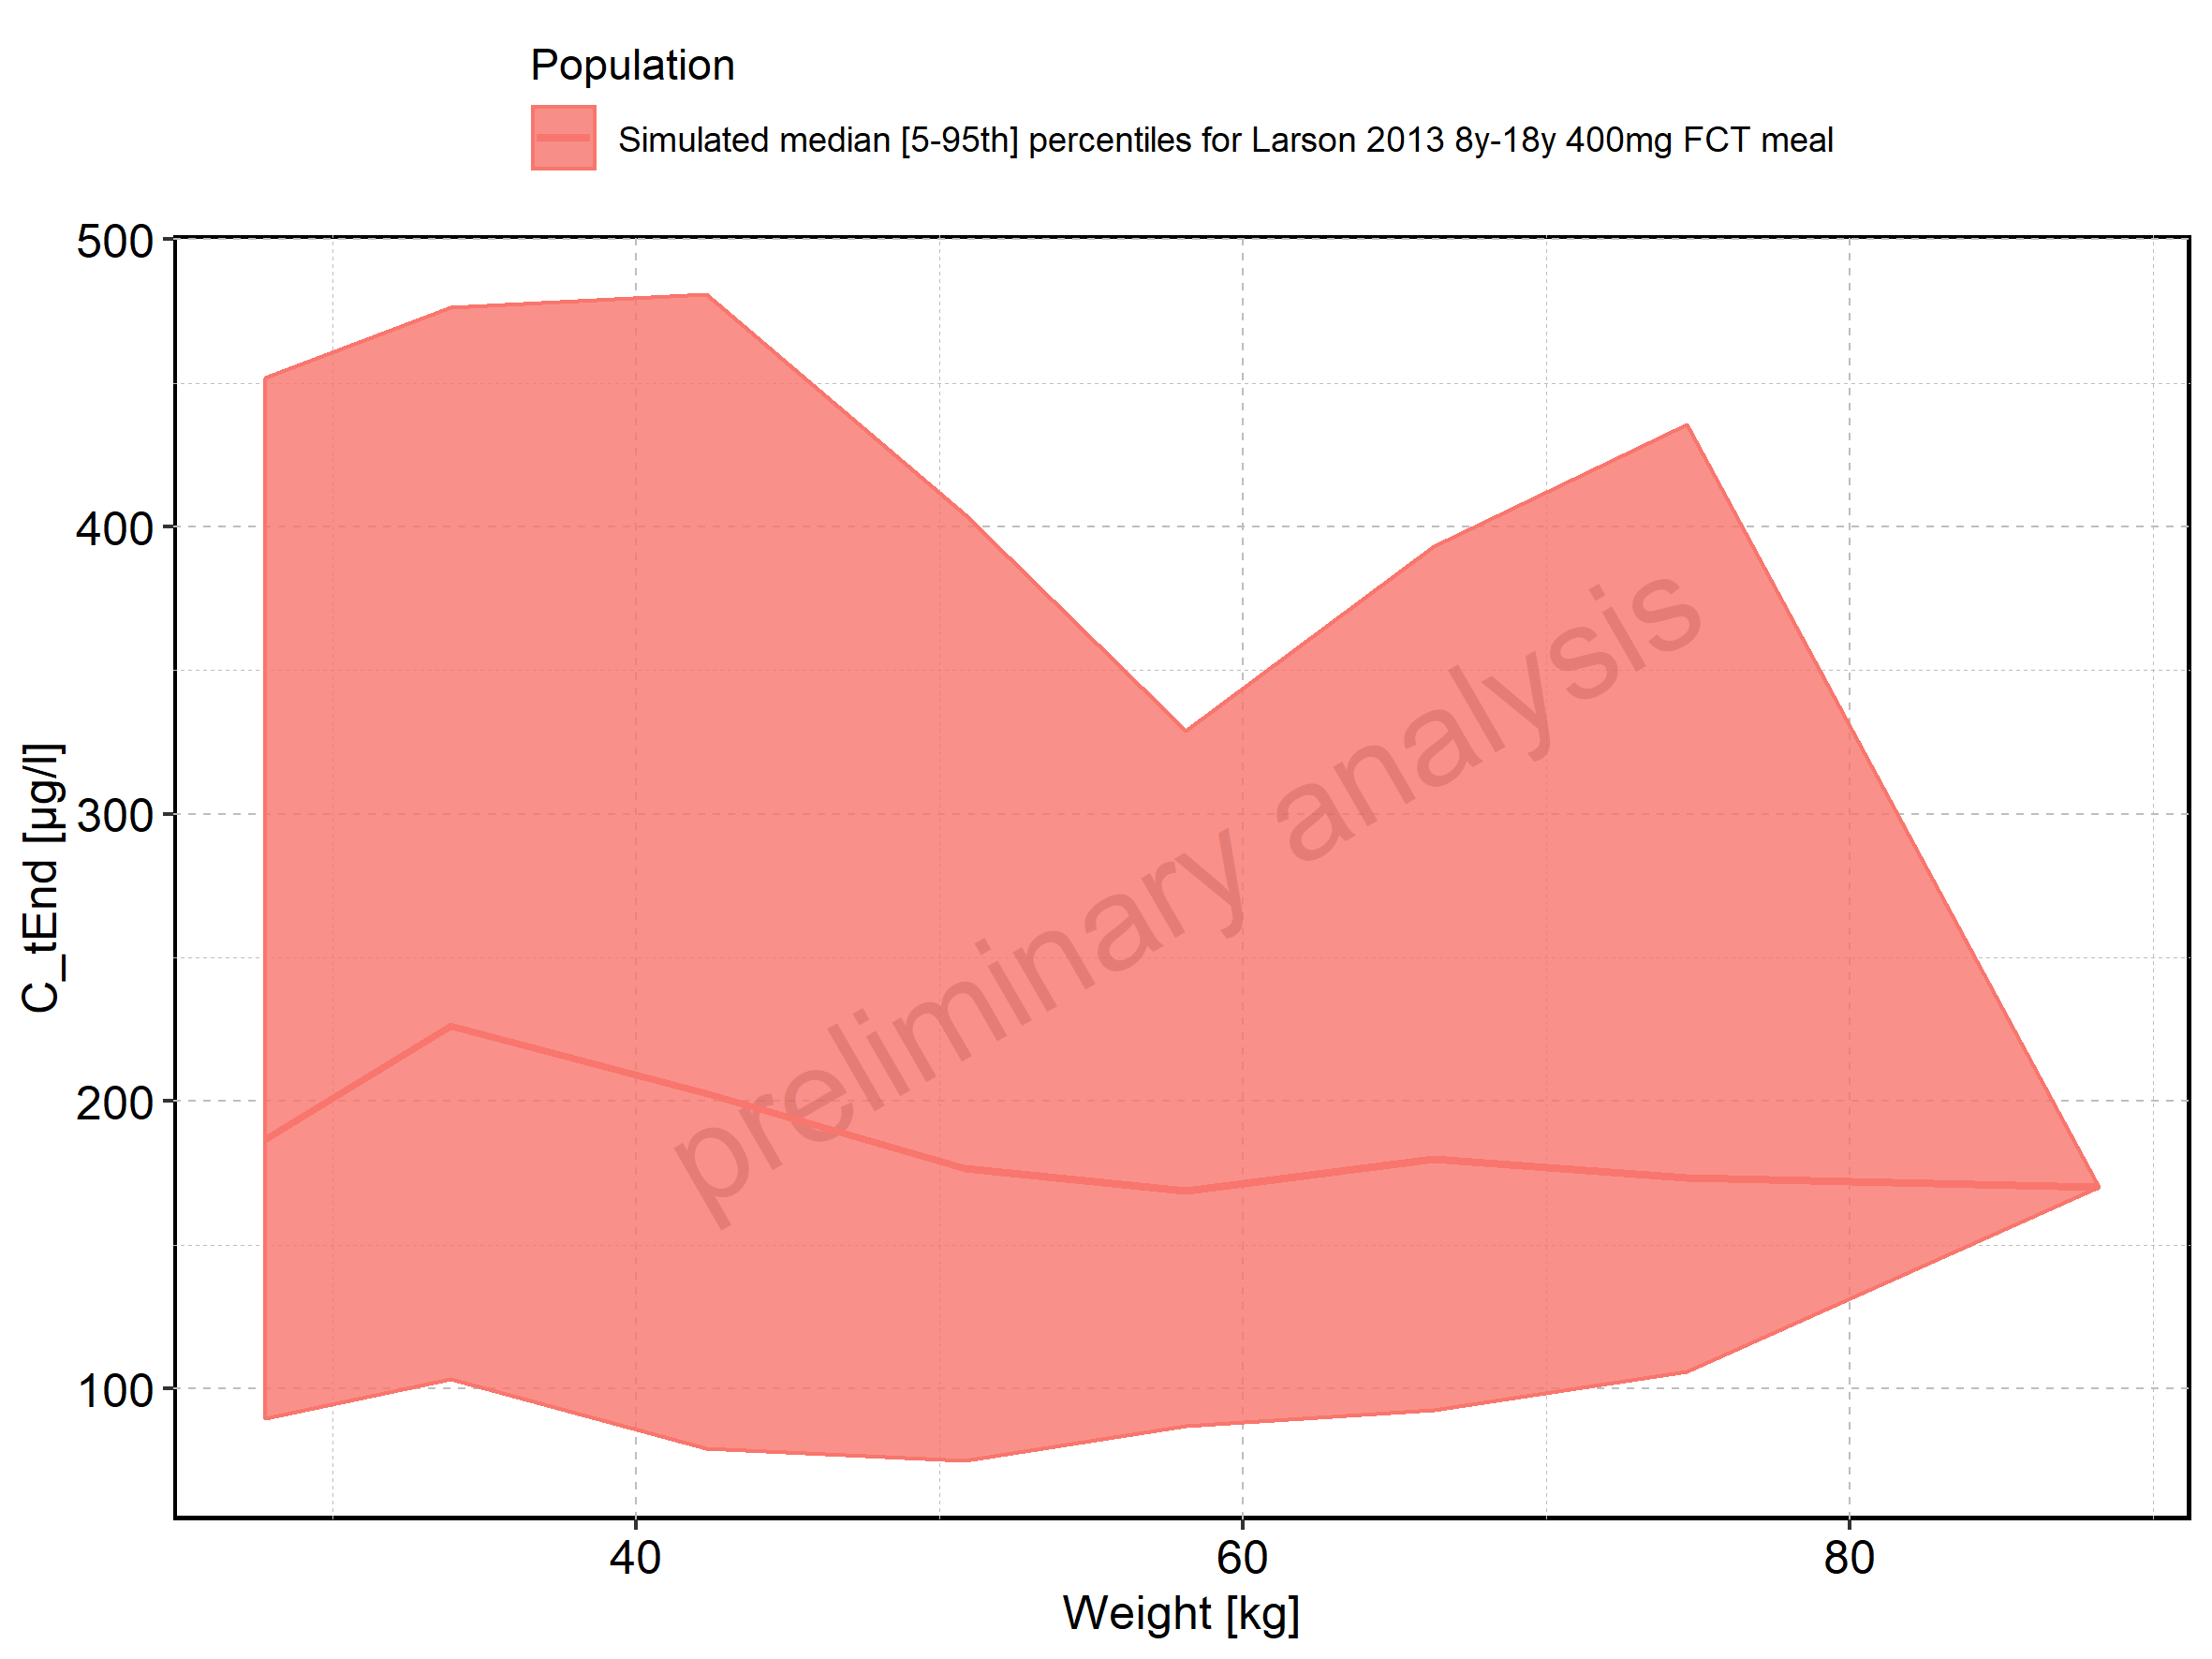 Population
Simulated median [5-95th] percentiles for Larson 2013 8y-18y 400mg FCT meal
500
400
300
200
100
C_tEnd [µg/l]
preliminary analysis
40 60 80
Weight [kg]